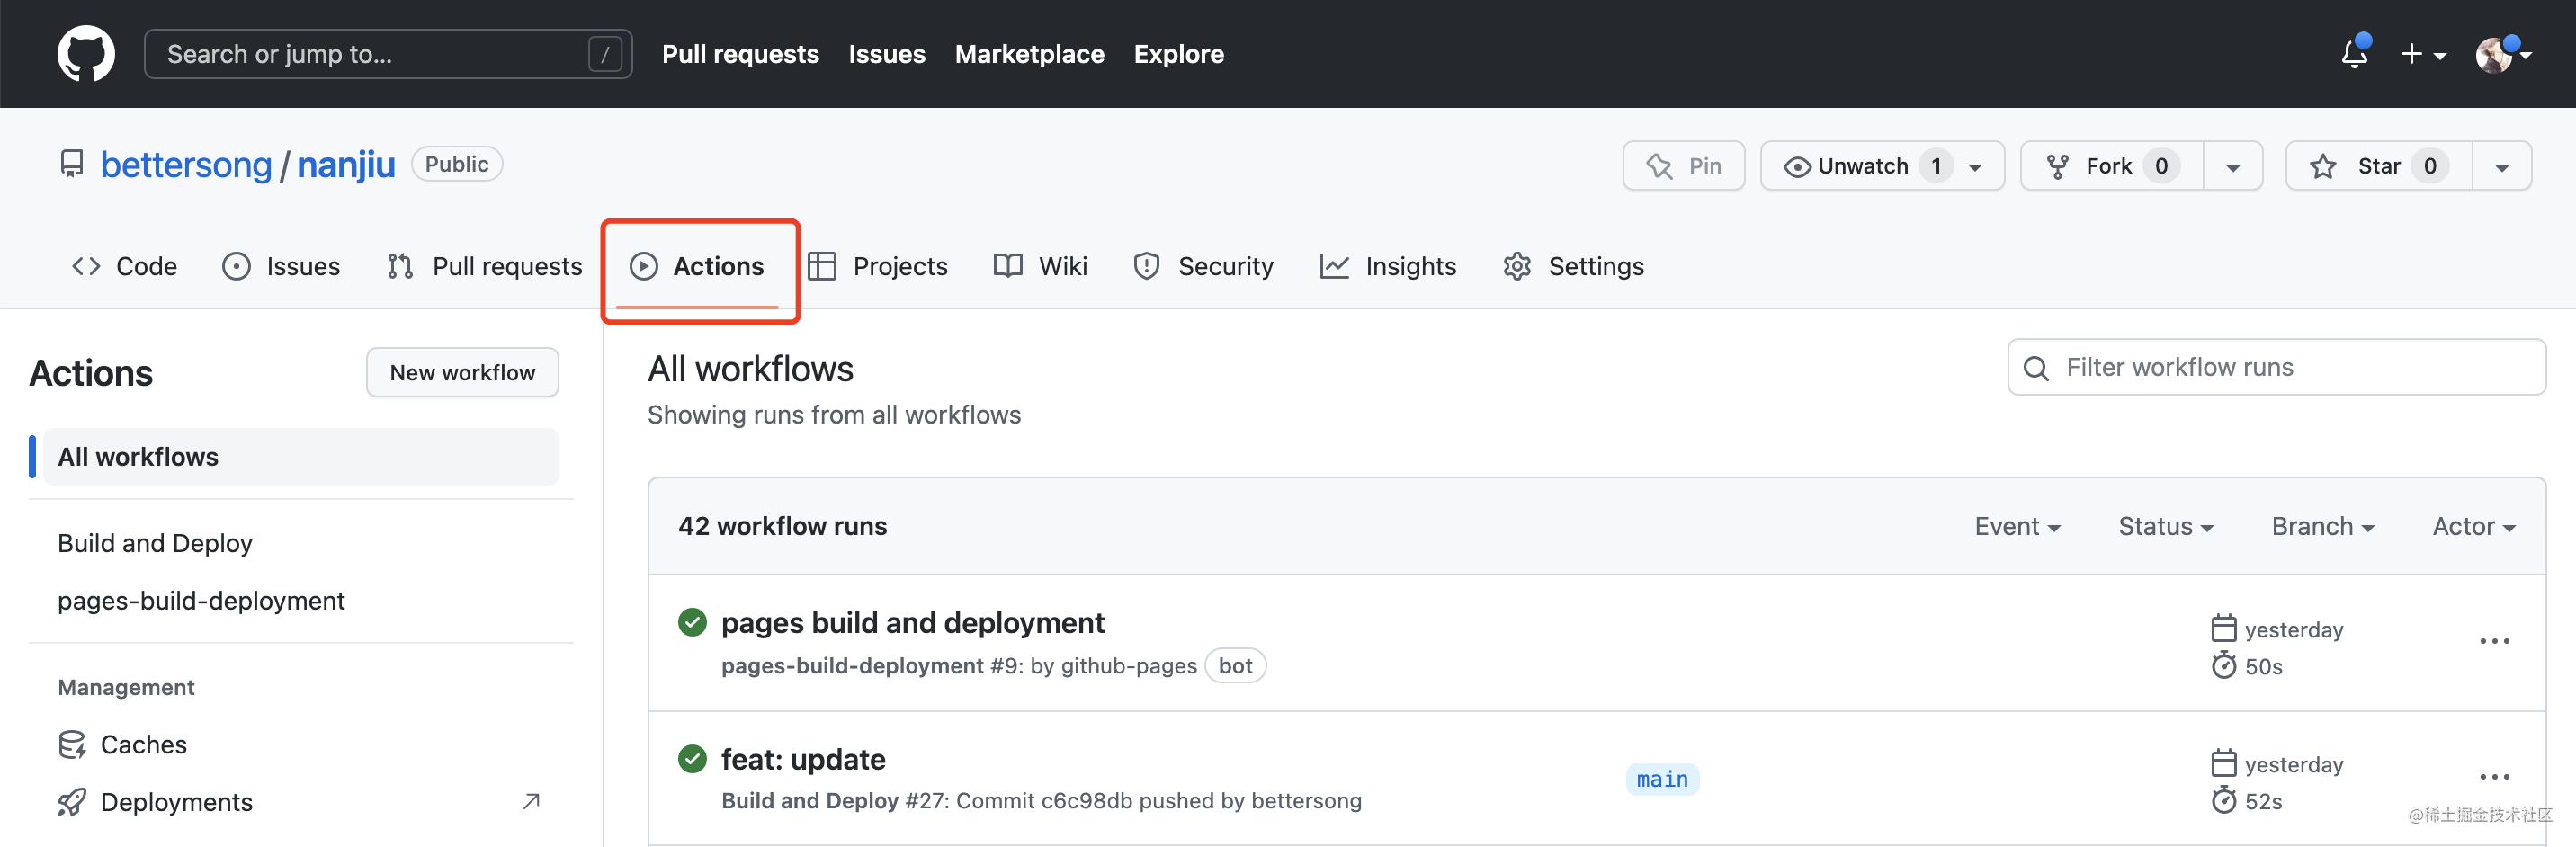 Search or jump to... /
Pull requests
Issues
Marketplace
Explore
bettersong / nanjiu Public
Pin
Unwatch 1
Fork 0
Star 0
Code
Issues
Pull requests
Actions
Projects
Wiki
Security
Insights
Settings
Actions
New workflow
All workflows
Build and Deploy
pages-build-deployment
Management
Caches
Deployments
All workflows
Showing runs from all workflows
Filter workflow runs
42 workflow runs
Event
Status
Branch
Actor
pages build and deployment
pages-build-deployment #9: by github-pages bot
yesterday
50s
feat: update
Build and Deploy #27: Commit c6c98db pushed by bettersong
main
yesterday
52s
@稀土掘金技术社区